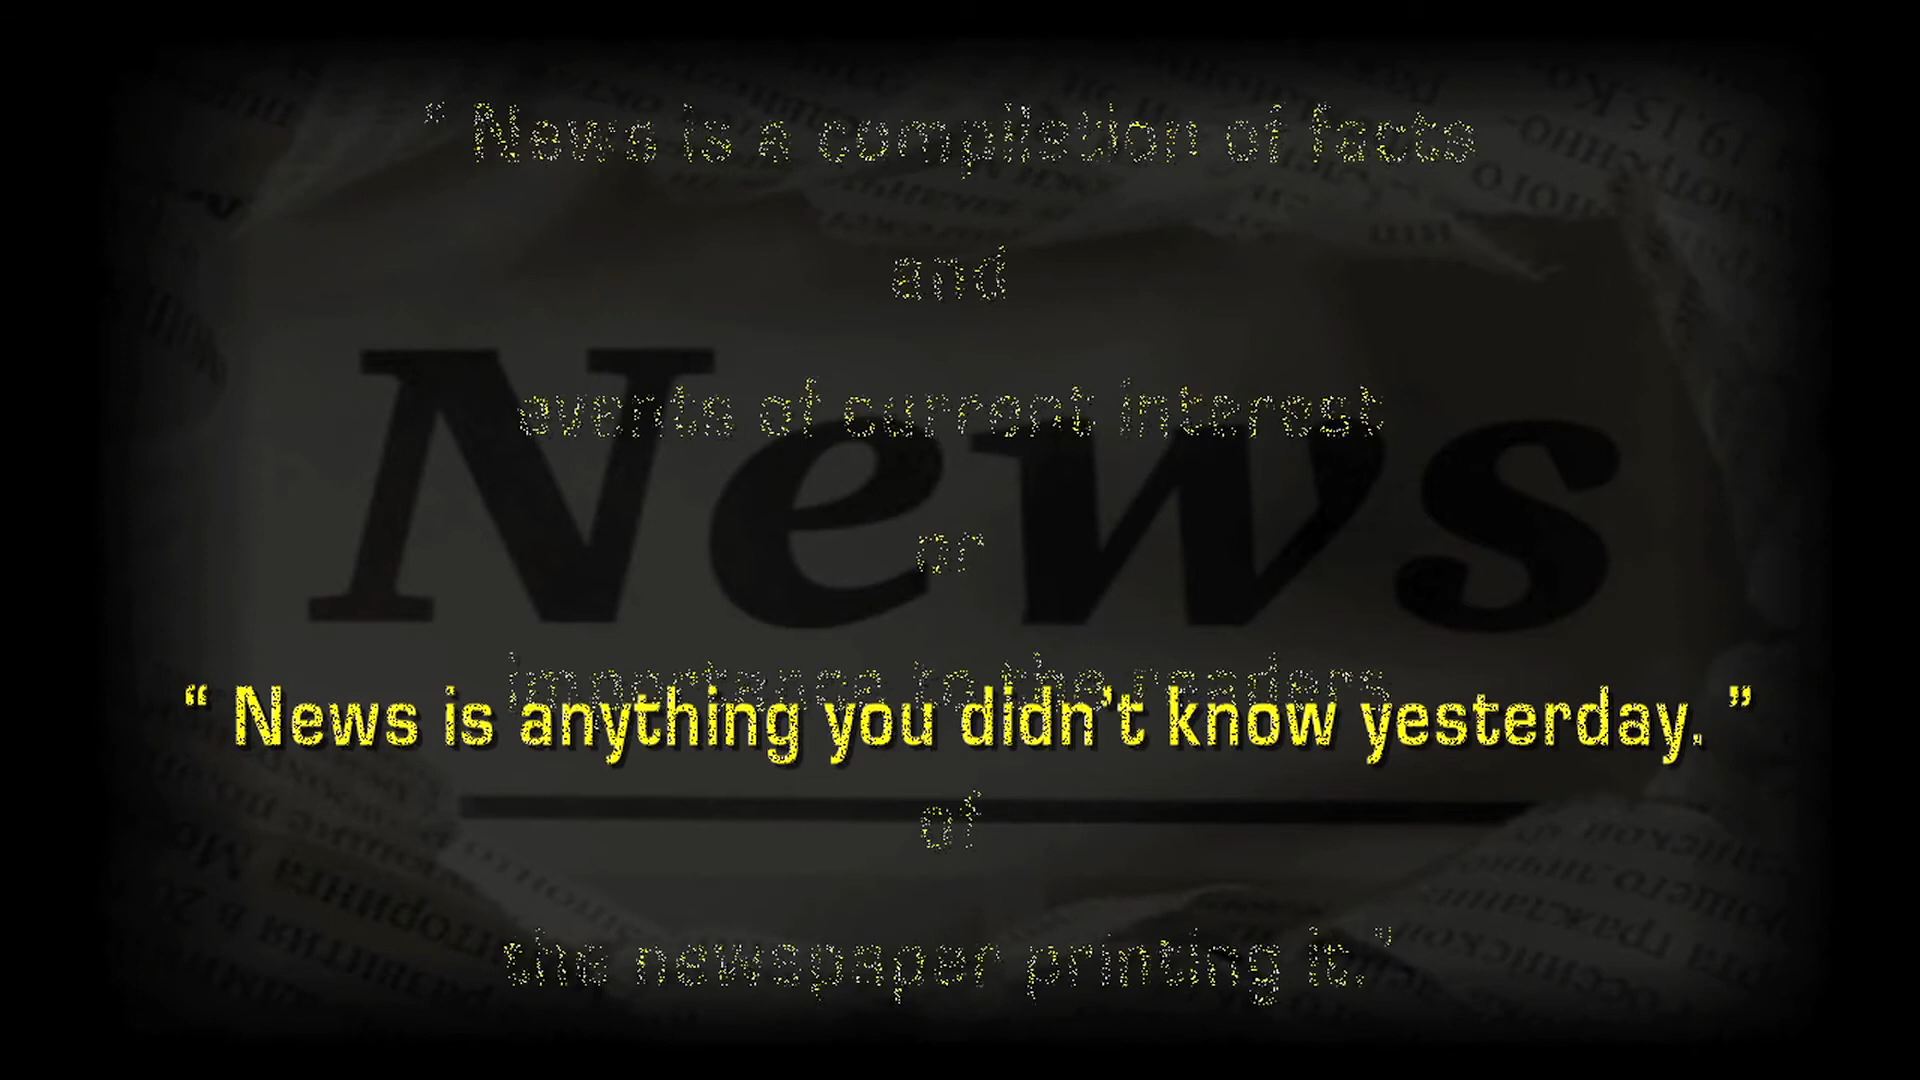 “ News is a compilation of facts
and
events of current interest
or
News
importance to the readers
“ News is anything you didn’t know yesterday. ”
of
the newspaper printing it.”